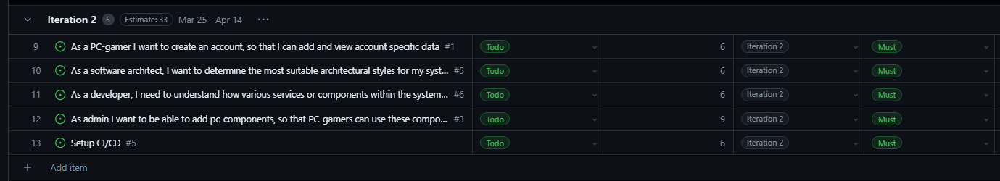 Iteration 2 5 Estimate: 33 Mar 25 - Apr 14 ...
9 As a PC-gamer I want to create an account, so that I can add and view account specific data #1 Todo 6 Iteration 2 Must
10 As a software architect, I want to determine the most suitable architectural styles for my syst... #5 Todo 6 Iteration 2 Must
11 As a developer, I need to understand how various services or components within the system... #6 Todo 6 Iteration 2 Must
12 As admin I want to be able to add pc-components, so that PC-gamers can use these compo... #3 Todo 9 Iteration 2 Must
13 Setup CI/CD #5 Todo 6 Iteration 2 Must
+ Add item